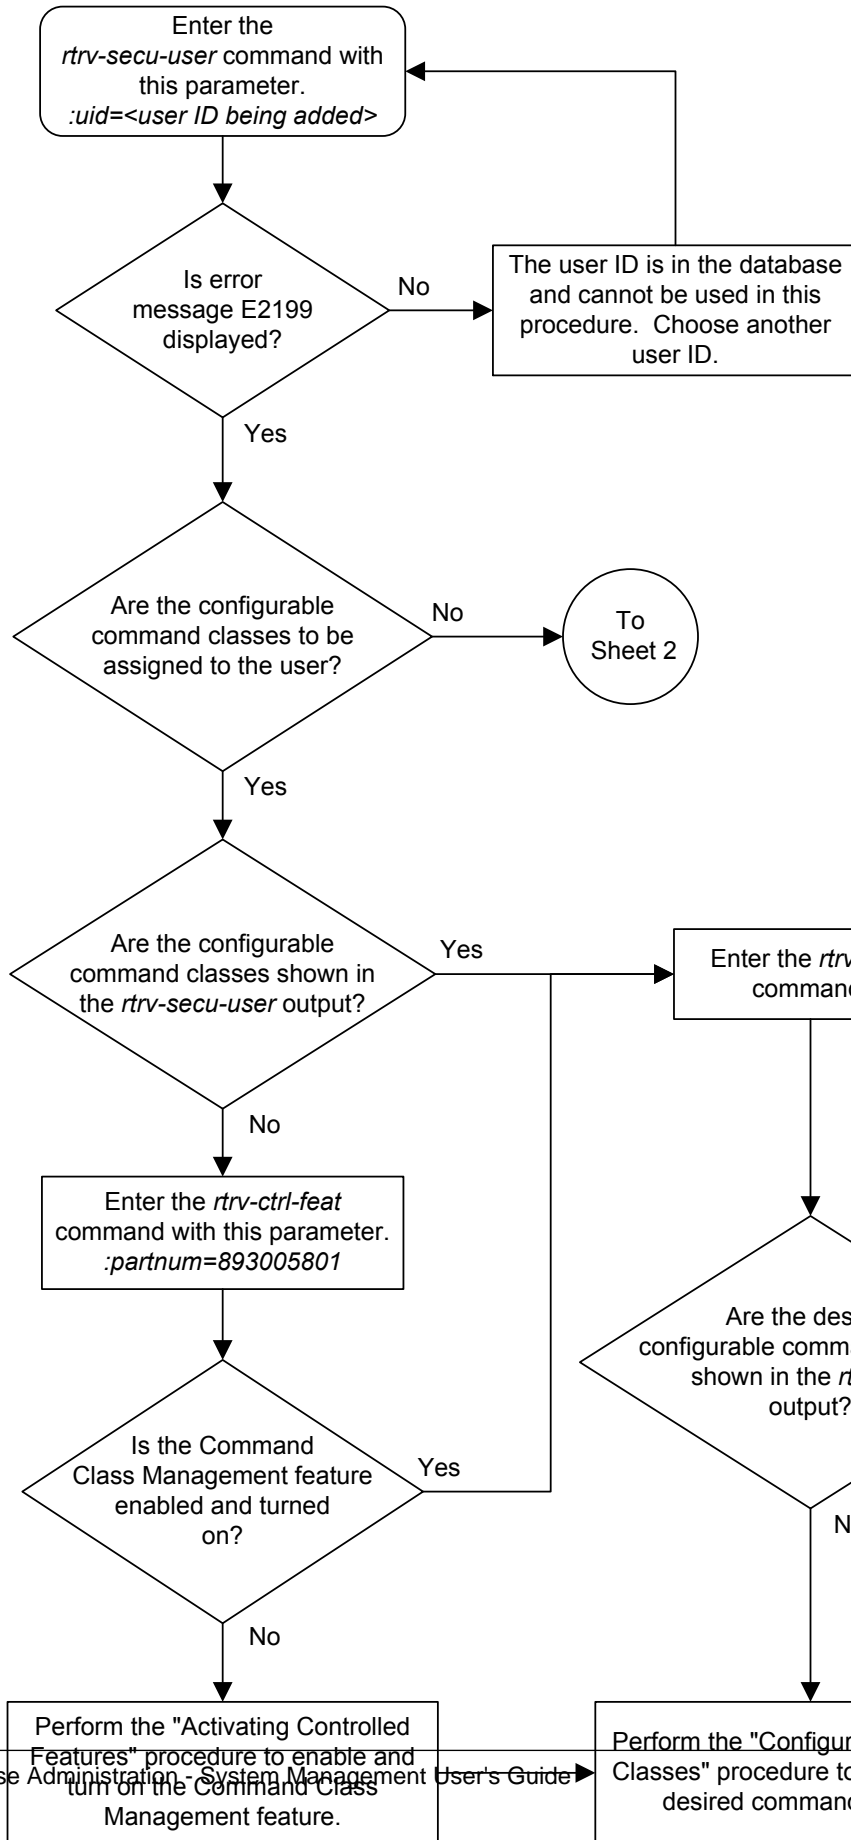 Enter the
rtrv-secu-user command with
this parameter.
:uid=<user ID being added>
Is error
message E2199
displayed?
No
The user ID is in the database
and cannot be used in this
procedure. Choose another
user ID.
Yes
Are the configurable
command classes to be
assigned to the user?
No
To
Sheet 2
Yes
Are the configurable
command classes shown in
the rtrv-secu-user output?
Yes
Enter the
No
Enter the rtrv-ctrl-feat
command with this parameter.
:partnum=893005801
Are the
configurable
shown in the
output?
Is the Command
Class Management feature
enabled and turned
on?
Yes
No
Perform the "Activating Controlled
Features" procedure to enable and
turn on the Command Class
Management feature.
Perform the
Classes" procedure to
desired
Administration - System Management User's Guide